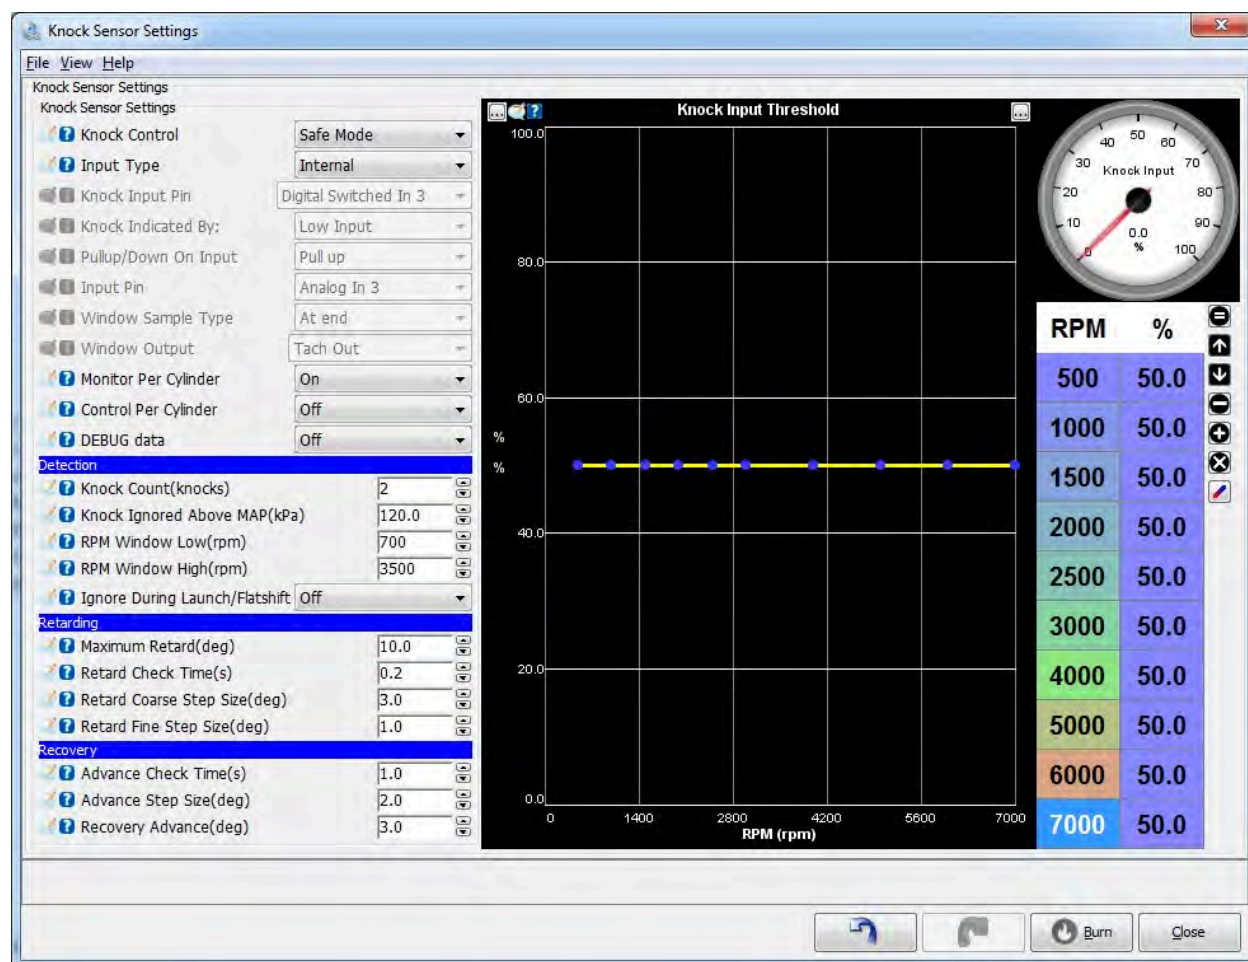 Knock Sensor Settings
File View Help
Knock Sensor Settings
Knock Sensor Settings
Knock Control Safe Mode
Input Type Internal
Knock Input Pin Digital Switched In 3
Knock Indicated By: Low Input
Pullup/Down On Input Pull up
Input Pin Analog In 3
Window Sample Type At end
Window Output Tach Out
Monitor Per Cylinder On
Control Per Cylinder Off
DEBUG data Off
Detection
Knock Count(knocks) 2
Knock Ignored Above MAP(kPa) 120.0
RPM Window Low(rpm) 700
RPM Window High(rpm) 3500
Ignore During Launch/Flatshift Off
Retarding
Maximum Retard(deg) 10.0
Retard Check Time(s) 0.2
Retard Coarse Step Size(deg) 3.0
Retard Fine Step Size(deg) 1.0
Recovery
Advance Check Time(s) 1.0
Advance Step Size(deg) 2.0
Recovery Advance(deg) 3.0
Knock Input Threshold
100.0
80.0
60.0
%
%
40.0
20.0
0.0
0 1400 2800 4200 5600 7000
RPM (rpm)
0 10 20 30 40 50 60 70 80 90 100
Knock Input
0.0
%
RPM %
500 50.0
1000 50.0
1500 50.0
2000 50.0
2500 50.0
3000 50.0
4000 50.0
5000 50.0
6000 50.0
7000 50.0
Burn Close